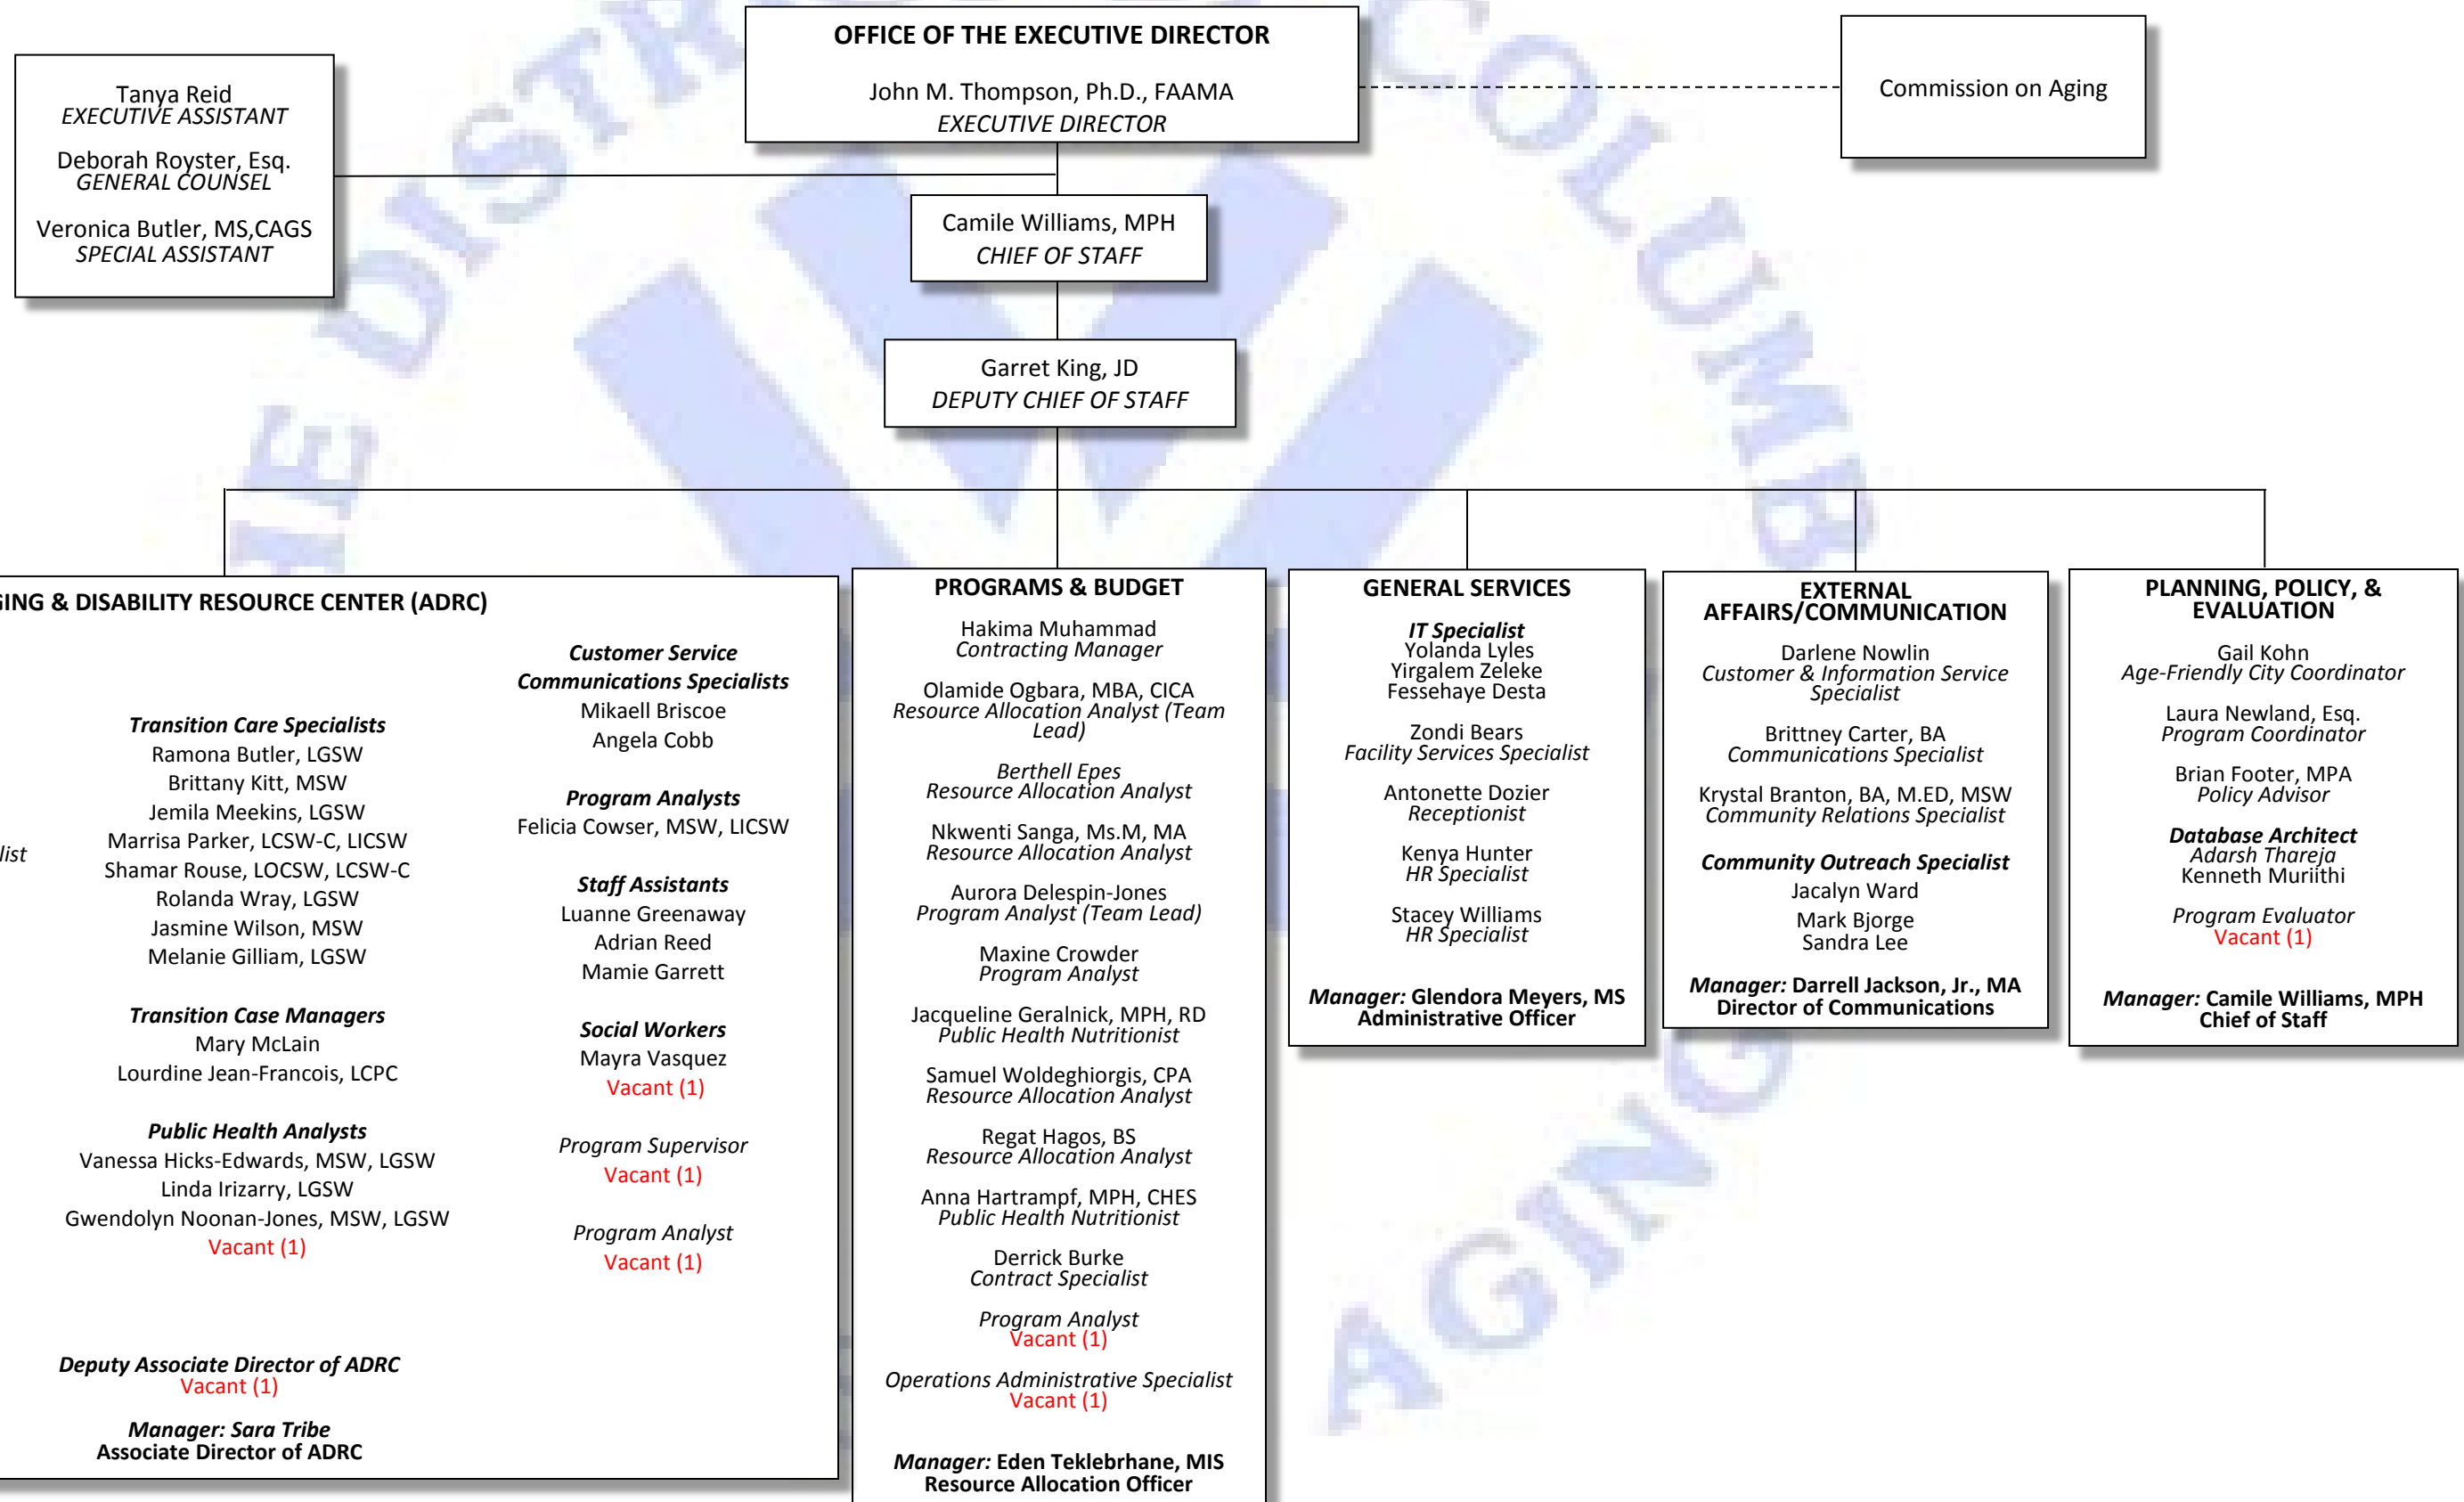 OFFICE OF THE EXECUTIVE DIRECTOR
John M. Thompson, Ph.D., FAAMA
EXECUTIVE DIRECTOR
Commission on Aging
Tanya Reid
EXECUTIVE ASSISTANT
Deborah Royster, Esq.
GENERAL COUNSEL
Veronica Butler, MS,CAGS
SPECIAL ASSISTANT
Camile Williams, MPH
CHIEF OF STAFF
Garret King, JD
DEPUTY CHIEF OF STAFF
GING & DISABILITY RESOURCE CENTER (ADRC)
list
Transition Care Specialists
Ramona Butler, LGSW
Brittany Kitt, MSW
Jemila Meekins, LGSW
Marrisa Parker, LCSW-C, LICSW
Shamar Rouse, LOCSW, LCSW-C
Rolanda Wray, LGSW
Jasmine Wilson, MSW
Melanie Gilliam, LGSW
Transition Case Managers
Mary McLain
Lourdine Jean-Francois, LCPC
Public Health Analysts
Vanessa Hicks-Edwards, MSW, LGSW
Linda Irizarry, LGSW
Gwendolyn Noonan-Jones, MSW, LGSW
Vacant (1)
Customer Service
Communications Specialists
Mikaell Briscoe
Angela Cobb
Program Analysts
Felicia Cowser, MSW, LICSW
Staff Assistants
Luanne Greenaway
Adrian Reed
Mamie Garrett
Social Workers
Mayra Vasquez
Vacant (1)
Program Supervisor
Vacant (1)
Program Analyst
Vacant (1)
Deputy Associate Director of ADRC
Vacant (1)
Manager: Sara Tribe
Associate Director of ADRC
PROGRAMS & BUDGET
Hakima Muhammad
Contracting Manager
Olamide Ogbara, MBA, CICA
Resource Allocation Analyst (Team
Lead)
Berthell Epes
Resource Allocation Analyst
Nkwenti Sanga, Ms.M, MA
Resource Allocation Analyst
Aurora Delespin-Jones
Program Analyst (Team Lead)
Maxine Crowder
Program Analyst
Jacqueline Geralnick, MPH, RD
Public Health Nutritionist
Samuel Woldeghiorgis, CPA
Resource Allocation Analyst
Regat Hagos, BS
Resource Allocation Analyst
Anna Hartrampf, MPH, CHES
Public Health Nutritionist
Derrick Burke
Contract Specialist
Program Analyst
Vacant (1)
Operations Administrative Specialist
Vacant (1)
Manager: Eden Teklebrhane, MIS
Resource Allocation Officer
GENERAL SERVICES
IT Specialist
Yolanda Lyles
Yirgalem Zeleke
Fessehaye Desta
Zondi Bears
Facility Services Specialist
Antonette Dozier
Receptionist
Kenya Hunter
HR Specialist
Stacey Williams
HR Specialist
Manager: Glendora Meyers, MS
Administrative Officer
EXTERNAL
AFFAIRS/COMMUNICATION
Darlene Nowlin
Customer & Information Service
Specialist
Brittney Carter, BA
Communications Specialist
Krystal Branton, BA, M.ED, MSW
Community Relations Specialist
Community Outreach Specialist
Jacalyn Ward
Mark Bjorge
Sandra Lee
Manager: Darrell Jackson, Jr., MA
Director of Communications
PLANNING, POLICY, &
EVALUATION
Gail Kohn
Age-Friendly City Coordinator
Laura Newland, Esq.
Program Coordinator
Brian Footer, MPA
Policy Advisor
Database Architect
Adarsh Thareja
Kenneth Muriithi
Program Evaluator
Vacant (1)
Manager: Camile Williams, MPH
Chief of Staff
AGING